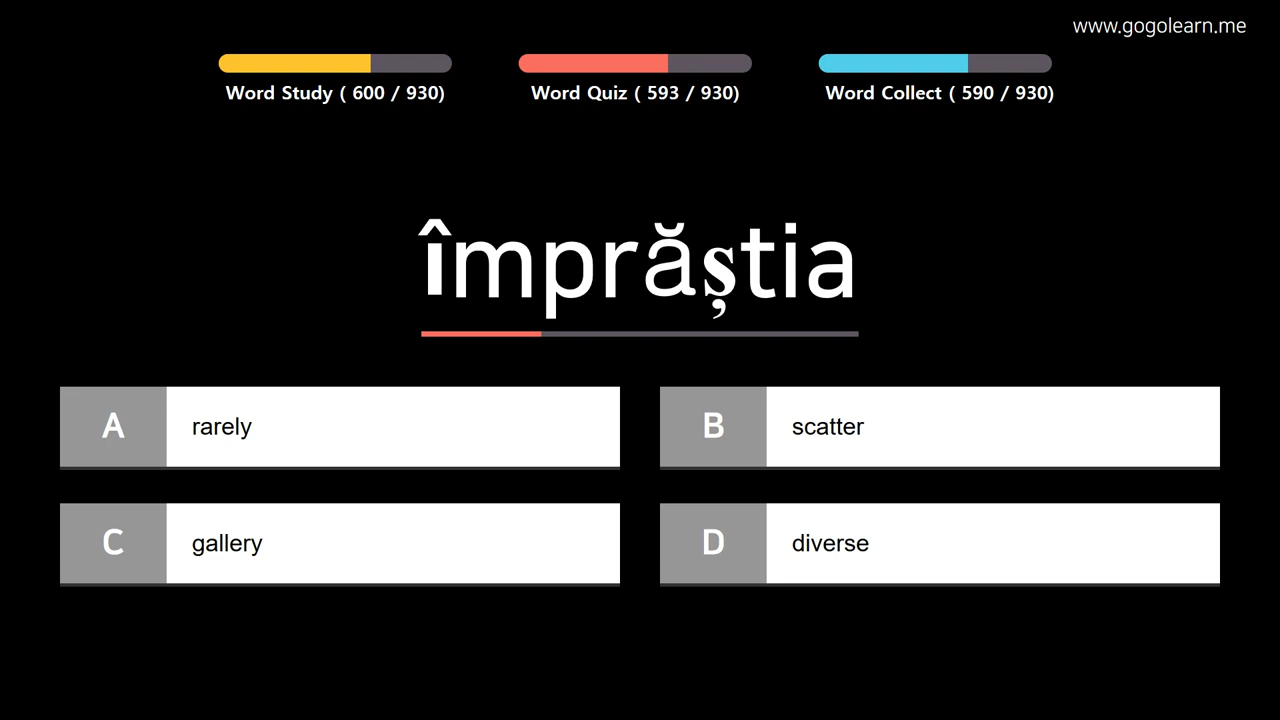 www.gogolearn.me
Word Study ( 600 / 930)
Word Quiz ( 593 / 930)
Word Collect ( 590 / 930)
împrăștia
A rarely
B scatter
C gallery
D diverse